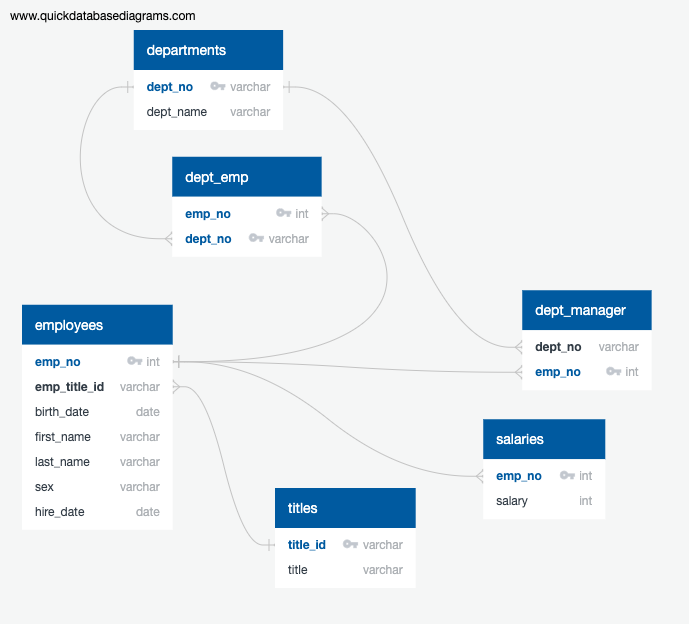 www.quickdatabasediagrams.com
departments
dept_no varchar
dept_name varchar
dept_emp
emp_no int
dept_no varchar
employees
emp_no int
emp_title_id varchar
birth_date date
first_name varchar
last_name varchar
sex varchar
hire_date date
dept_manager
dept_no varchar
emp_no int
salaries
emp_no int
salary int
titles
title_id varchar
title varchar